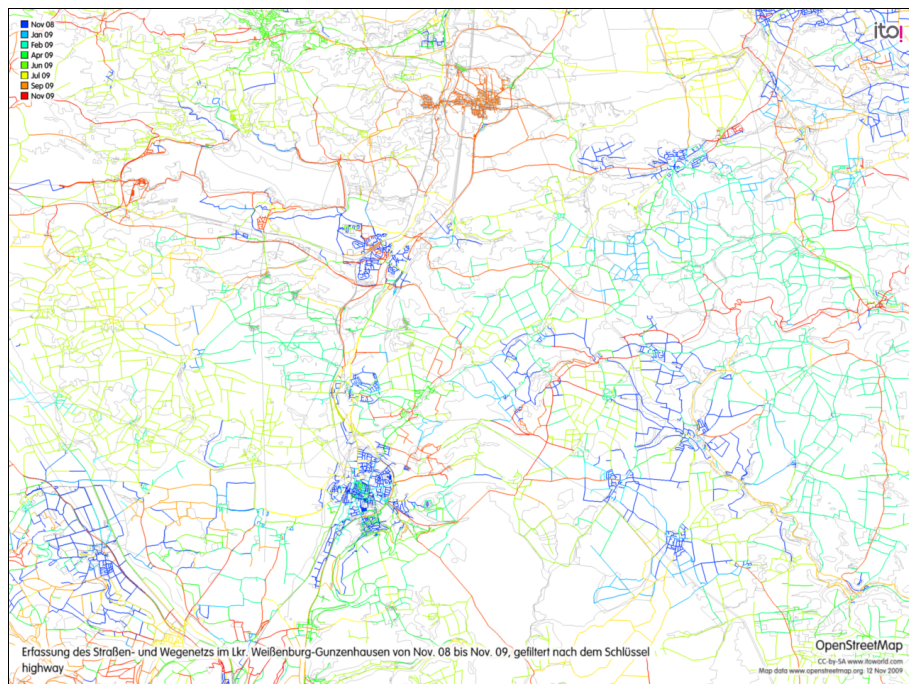 Nov 08
Jan 09
Feb 09
Apr 09
Jun 09
Jul 09
Sep 09
Nov 09
ito!
Erfassung des Straßen- und Wegenetzs im Lkr. Weißenburg-Gunzenhausen von Nov. 08 bis Nov. 09, gefiltert nach dem Schlüssel
highway
OpenStreetMap
CC-by-SA www.itoworld.com
Map data www.openstreetmap.org 12 Nov 2009